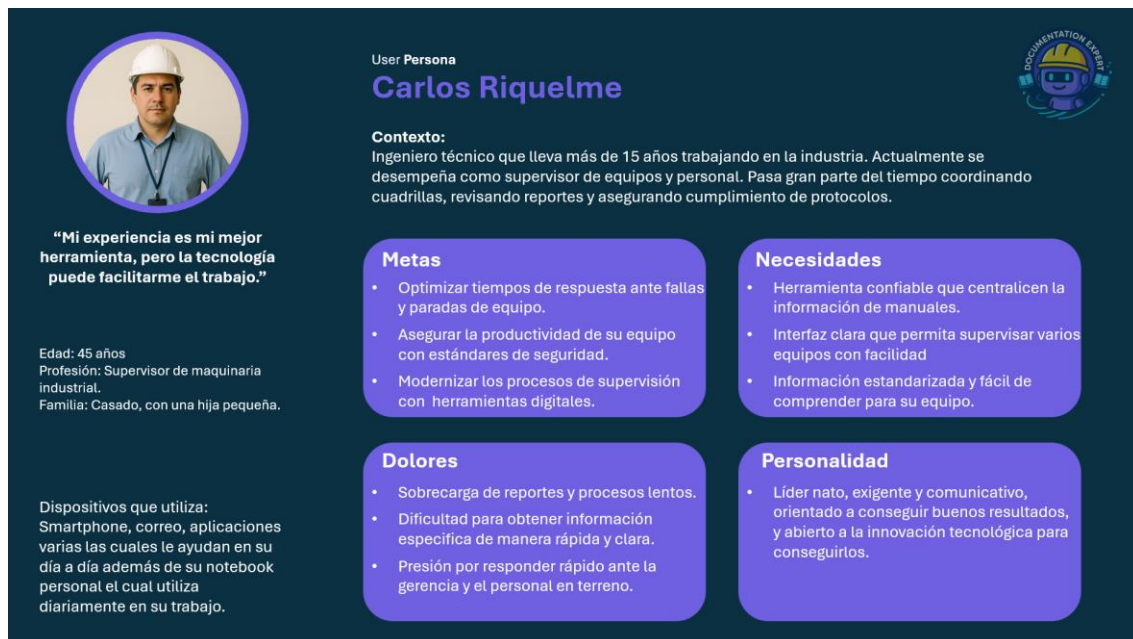 User Persona
Carlos Riquelme
DOCUMENTATION EXPERT
Contexto:
Ingeniero técnico que lleva más de 15 años trabajando en la industria. Actualmente se
desempeña como supervisor de equipos y personal. Pasa gran parte del tiempo coordinando
cuadrillas, revisando reportes y asegurando cumplimiento de protocolos.
“Mi experiencia es mi mejor
herramienta, pero la tecnología
puede facilitarme el trabajo.”
Edad: 45 años
Profesión: Supervisor de maquinaria
industrial.
Familia: Casado, con una hija pequeña.
Dispositivos que utiliza:
Smartphone, correo, aplicaciones
varias las cuales le ayudan en su
día a día además de su notebook
personal el cual utiliza
diariamente en su trabajo.
Metas
• Optimizar tiempos de respuesta ante fallas
y paradas de equipo.
• Asegurar la productividad de su equipo
con estándares de seguridad.
• Modernizar los procesos de supervisión
con herramientas digitales.
Necesidades
• Herramienta confiable que centralicen la
información de manuales.
• Interfaz clara que permita supervisar varios
equipos con facilidad
• Información estandarizada y fácil de
comprender para su equipo.
Dolores
• Sobrecarga de reportes y procesos lentos.
• Dificultad para obtener información
especifica de manera rápida y clara.
• Presión por responder rápido ante la
gerencia y el personal en terreno.
Personalidad
• Líder nato, exigente y comunicativo,
orientado a conseguir buenos resultados,
y abierto a la innovación tecnológica para
conseguirlos.